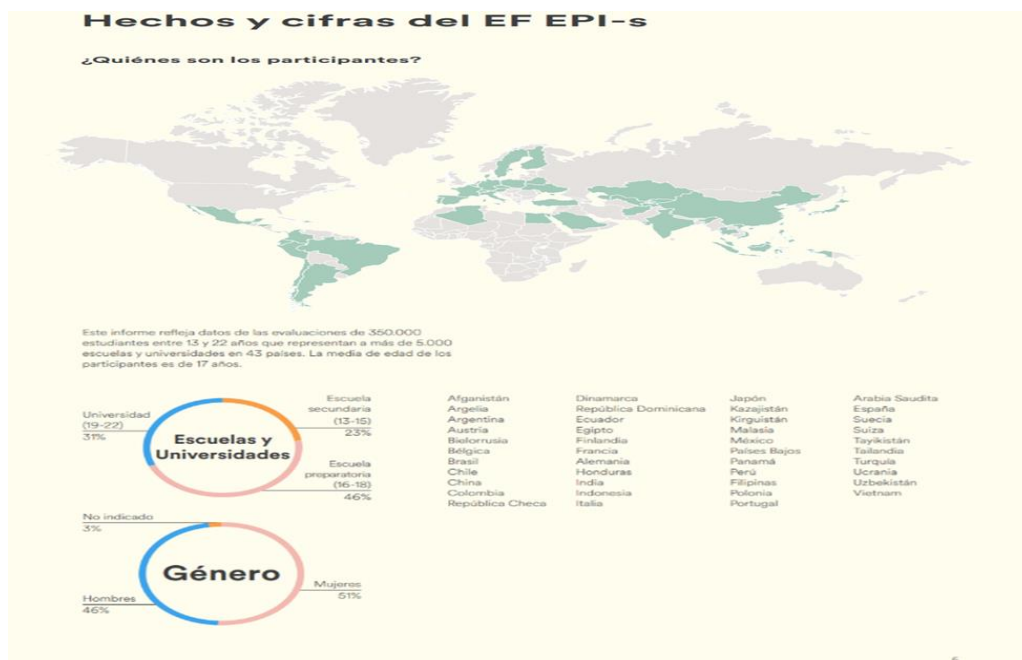 Hechos y cifras del EF EPI-s
¿Quiénes son los participantes?
Este informe refleja datos de las evaluaciones de 350.000
estudiantes entre 13 y 22 años que representan a más de 5.000
escuelas y universidades en 43 países. La media de edad de los
participantes es de 17 años.
Universidad
(19-22)
31%
Escuelas y
Universidades
Escuela
secundaria
(13-15)
23%
Escuela
preparatoria
(16-18)
46%
No indicado
3%
Género
Hombres
46%
Mujeres
51%
Afganistán
Argelia
Argentina
Austria
Bielorrusia
Bélgica
Brasil
Chile
China
Colombia
República Checa
Dinamarca
República Dominicana
Ecuador
Egipto
Finlandia
Francia
Alemania
Honduras
India
Indonesia
Italia
Japón
Kazajistán
Kirguistán
Malasia
México
Países Bajos
Panamá
Perú
Filipinas
Polonia
Portugal
Arabia Saudita
España
Suecia
Suiza
Tayikistán
Tailandia
Turquía
Ucrania
Uzbekistán
Vietnam